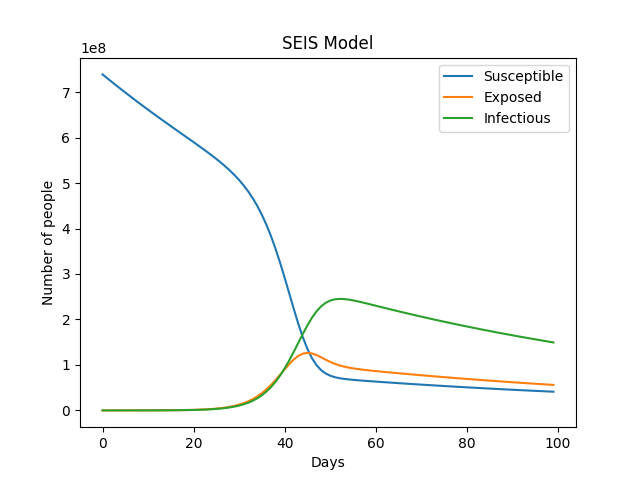 SEIS Model
1e8
Susceptible
Exposed
Infectious
7
6
5
4
3
2
1
0
Number of people
0 20 40 60 80 100
Days